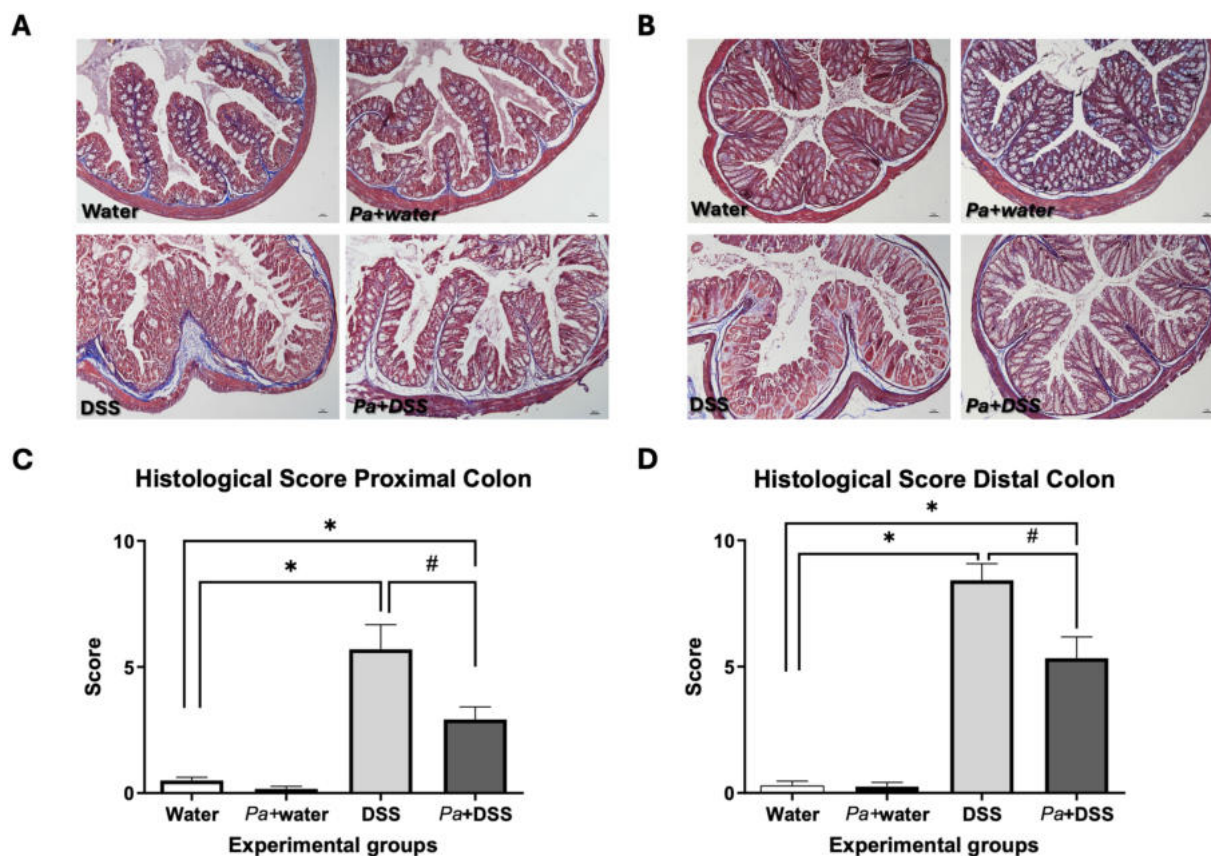 A
B
Water
Pa+water
Water
Pa+water
DSS
Pa+DSS
DSS
Pa+DSS
C
D
Histological Score Proximal Colon
Histological Score Distal Colon
*
*
#
10
5
0
Score
Water
Pa+water
DSS
Pa+DSS
Experimental groups
*
*
#
10
5
0
Score
Water
Pa+water
DSS
Pa+DSS
Experimental groups